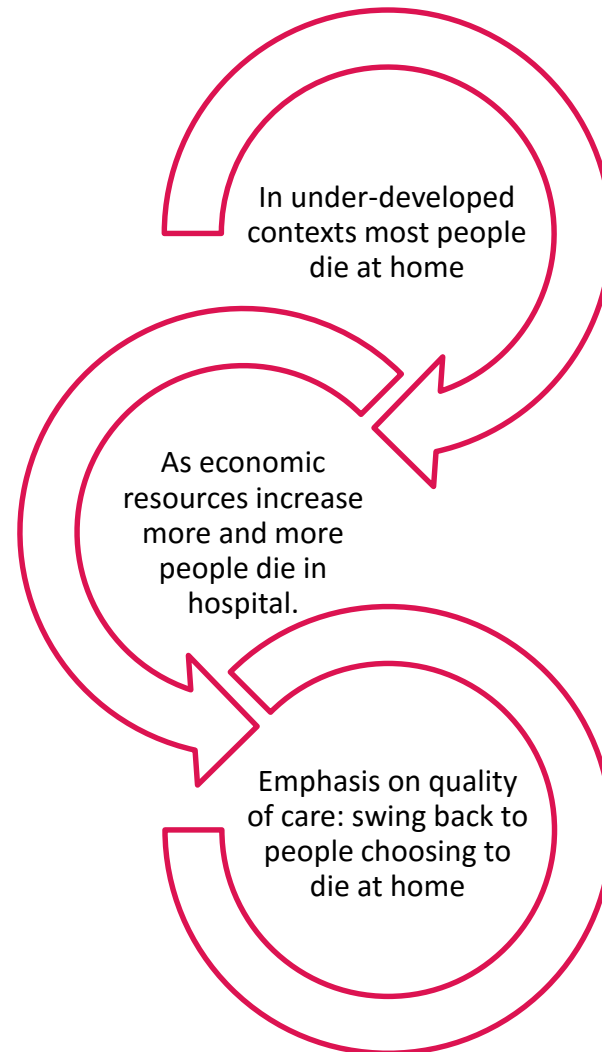 In under-developed
contexts most people
die at home
As economic
resources increase
more and more
people die in
hospital.
Emphasis on quality
of care: swing back to
people choosing to
die at home